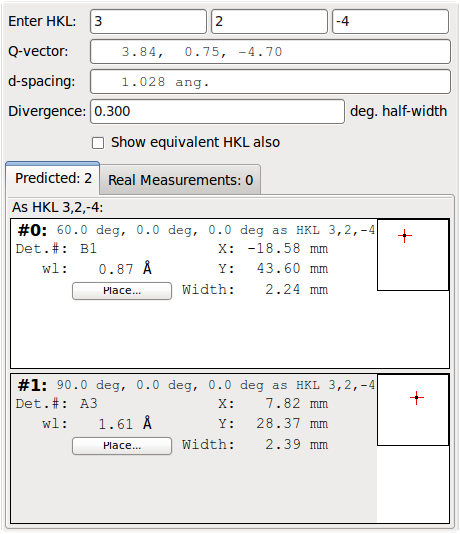 Enter HKL: 3 2 -4
Q-vector: 3.84, 0.75, -4.70
d-spacing: 1.028 ang.
Divergence: 0.300 deg. half-width
Show equivalent HKL also
Predicted: 2 Real Measurements: 0
As HKL 3,2,-4:
#0: 60.0 deg, 0.0 deg, 0.0 deg as HKL 3,2,-4
Det.#: B1 X: -18.58 mm
wl: 0.87 Å Y: 43.60 mm
Place... Width: 2.24 mm
#1: 90.0 deg, 0.0 deg, 0.0 deg as HKL 3,2,-4
Det.#: A3 X: 7.82 mm
wl: 1.61 Å Y: 28.37 mm
Place... Width: 2.39 mm